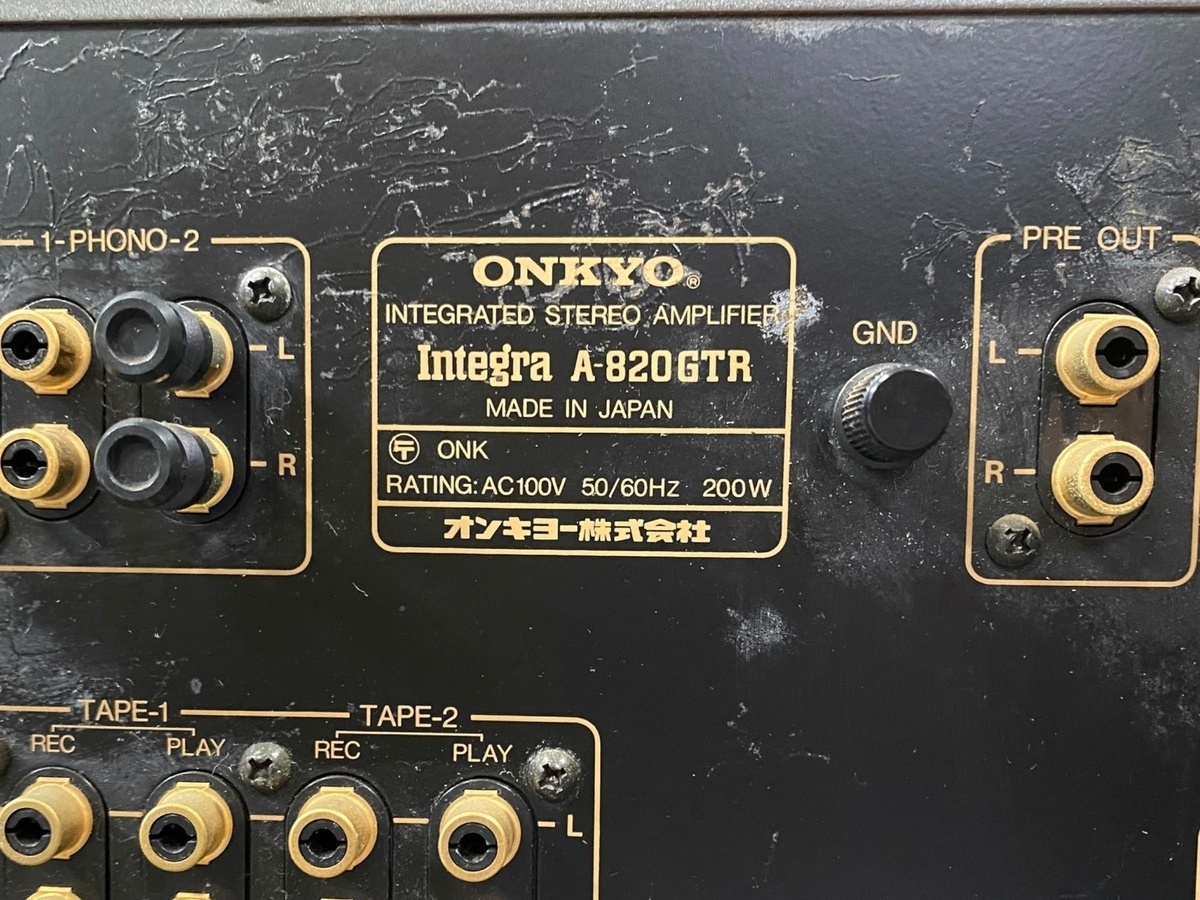 1-PHONO-2
L
R
ONKYO®
INTEGRATED STEREO AMPLIFIER
Integra A-820GTR
MADE IN JAPAN
〒 ONK
RATING: AC100V 50/60Hz 200W
オンキヨー株式会社
GND
PRE OUT
L
R
TAPE-1 TAPE-2
REC PLAY REC PLAY
L